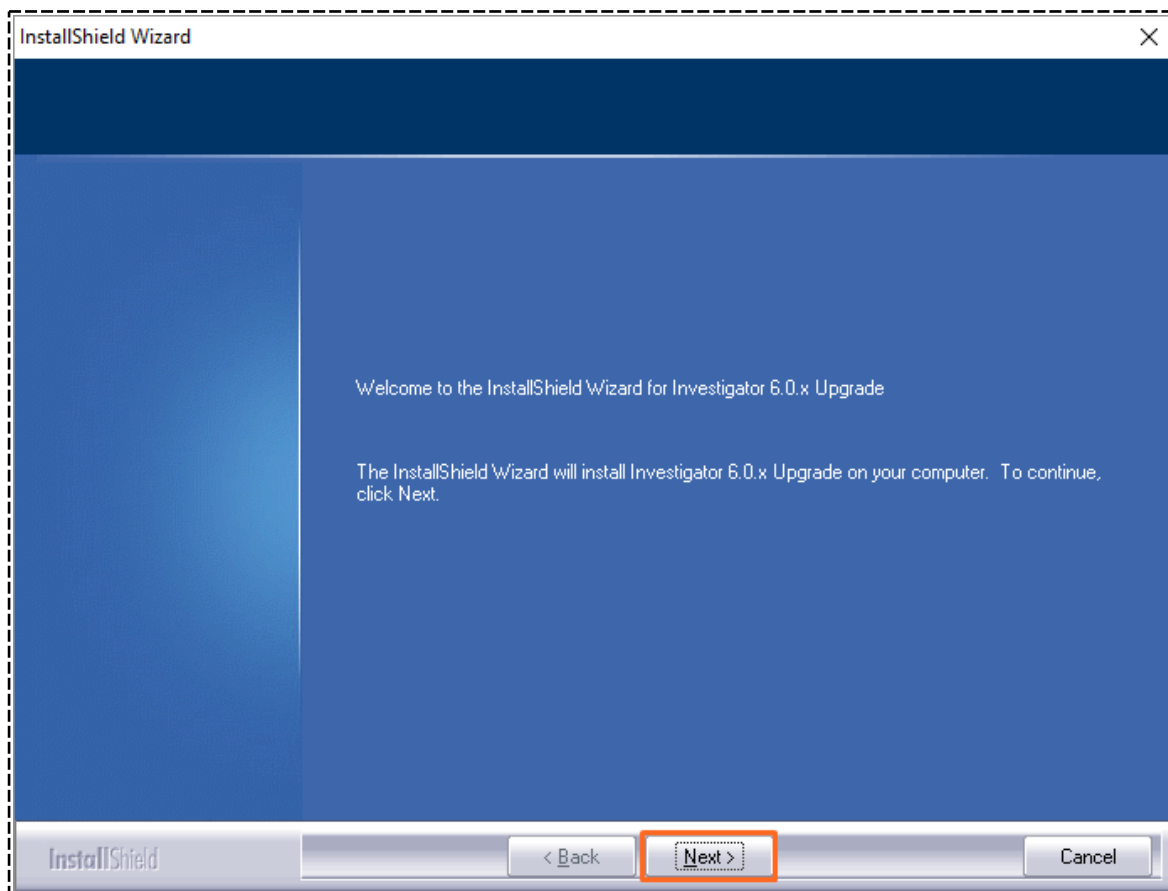 InstallShield Wizard
Welcome to the InstallShield Wizard for Investigator 6.0.x Upgrade
The InstallShield Wizard will install Investigator 6.0.x Upgrade on your computer.  To continue,
click Next.
InstallShield
< Back
Next >
Cancel